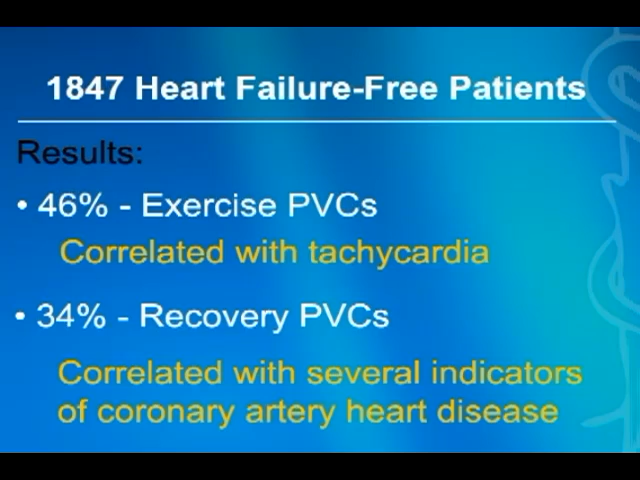 1847 Heart Failure-Free Patients
Results:
• 46% - Exercise PVCs
Correlated with tachycardia
• 34% - Recovery PVCs
Correlated with several indicators
of coronary artery heart disease